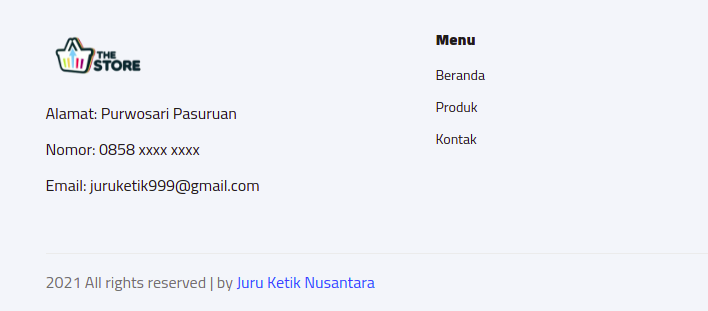 THE
STORE
Alamat: Purwosari Pasuruan
Nomor: 0858 xxxx xxxx
Email: juruketik999@gmail.com
Menu
Beranda
Produk
Kontak
2021 All rights reserved | by Juru Ketik Nusantara